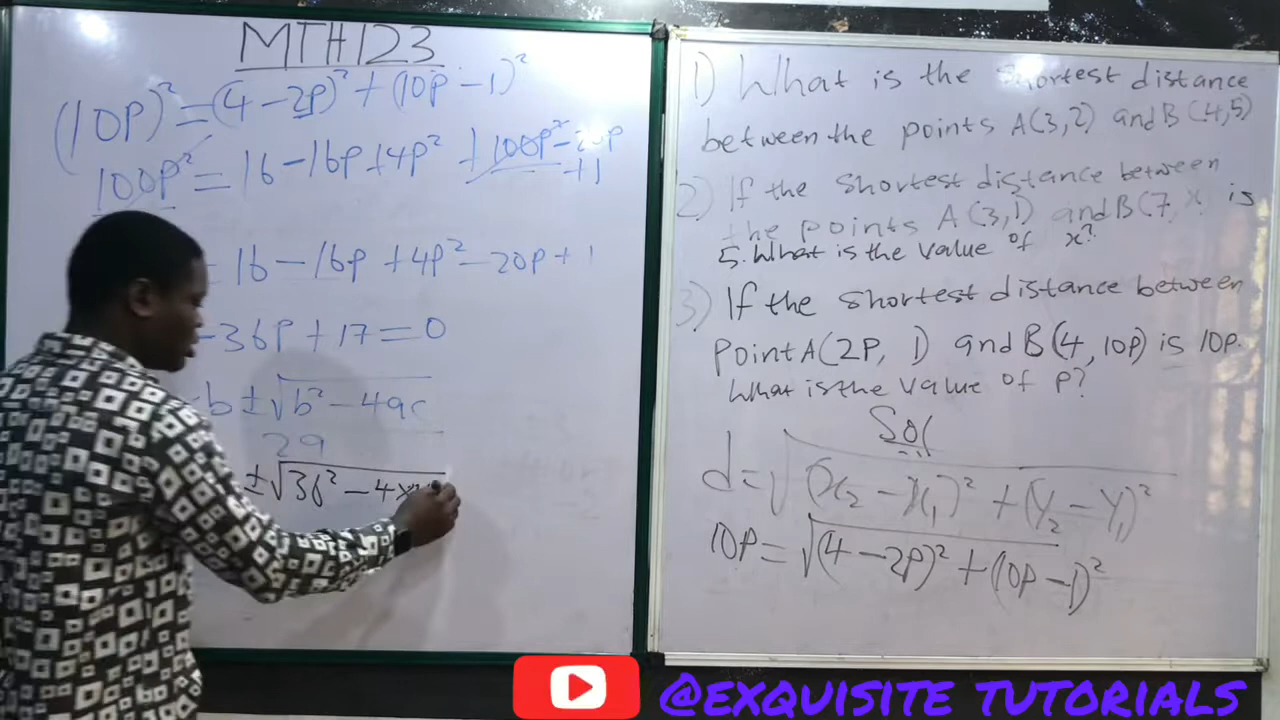 MTH123
(10P)² = (4 - 2P)² + (10P - 1)²
100P² = 16 - 16P + 4P² + 100P² - 20P
+ 1
= 16 - 16P + 4P² - 20P + 1
- 36P + 17 = 0
-b ± √b² - 4ac
2a
± √36² - 4x
1) What is the shortest distance
between the points A(3,2) and B(4,5)
2) If the shortest distance between
the points A(3,1) and B(7, x) is
5. What is the value of x?
3) If the shortest distance between
Point A(2P, 1) and B(4, 10P) is 10P.
What is the value of P?
Sol
d = √(x₂ - x₁)² + (y₂ - y₁)²
10P = √(4 - 2P)² + (10P - 1)²
@EXQUISITE TUTORIALS